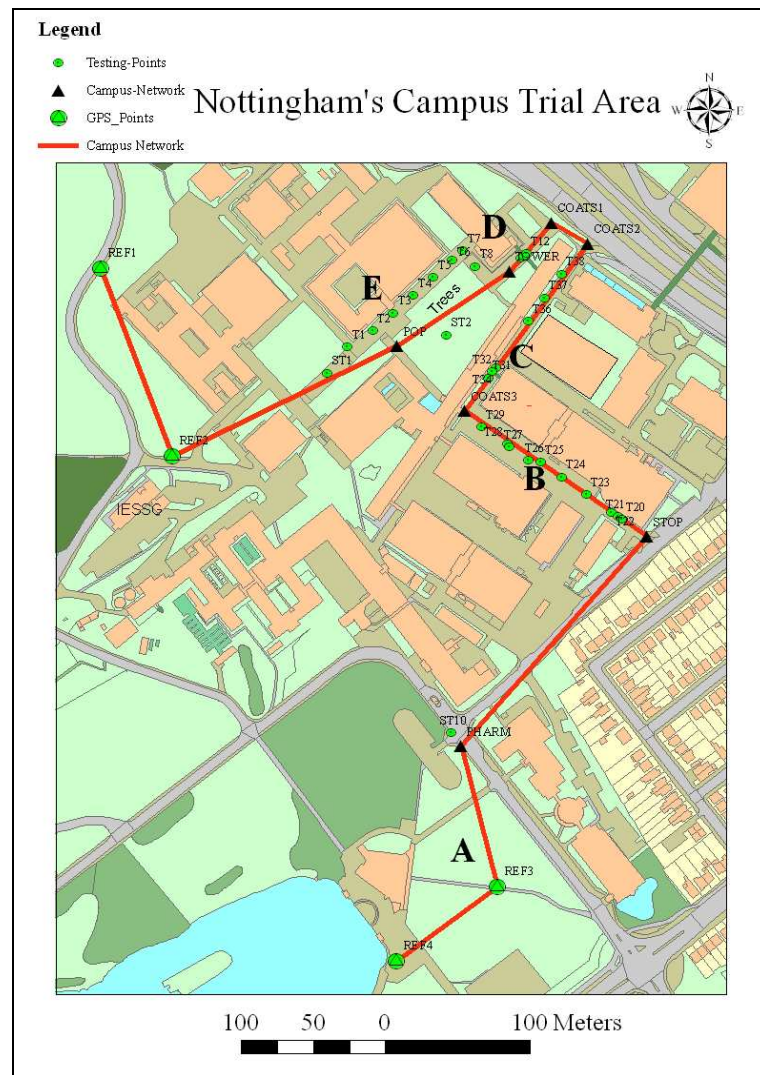 Legend
Testing-Points
Campus-Network
GPS_Points
Campus Network
Nottingham's Campus Trial Area
N
W
E
S
COATS1
COATS2
D
T7
T12
T6
TOWER
REF1
T5
T8
T38
T4
E
T3
Trees
T37
T2
T36
T1
POP
ST2
C
ST1
T32
T31
T34
COATS3
T29
T28
T27
REF2
T26
T25
B
T24
T23
IESSG
T21
T20
T22
STOP
ST10
PHARM
A
REF3
REF4
100
50
0
100 Meters